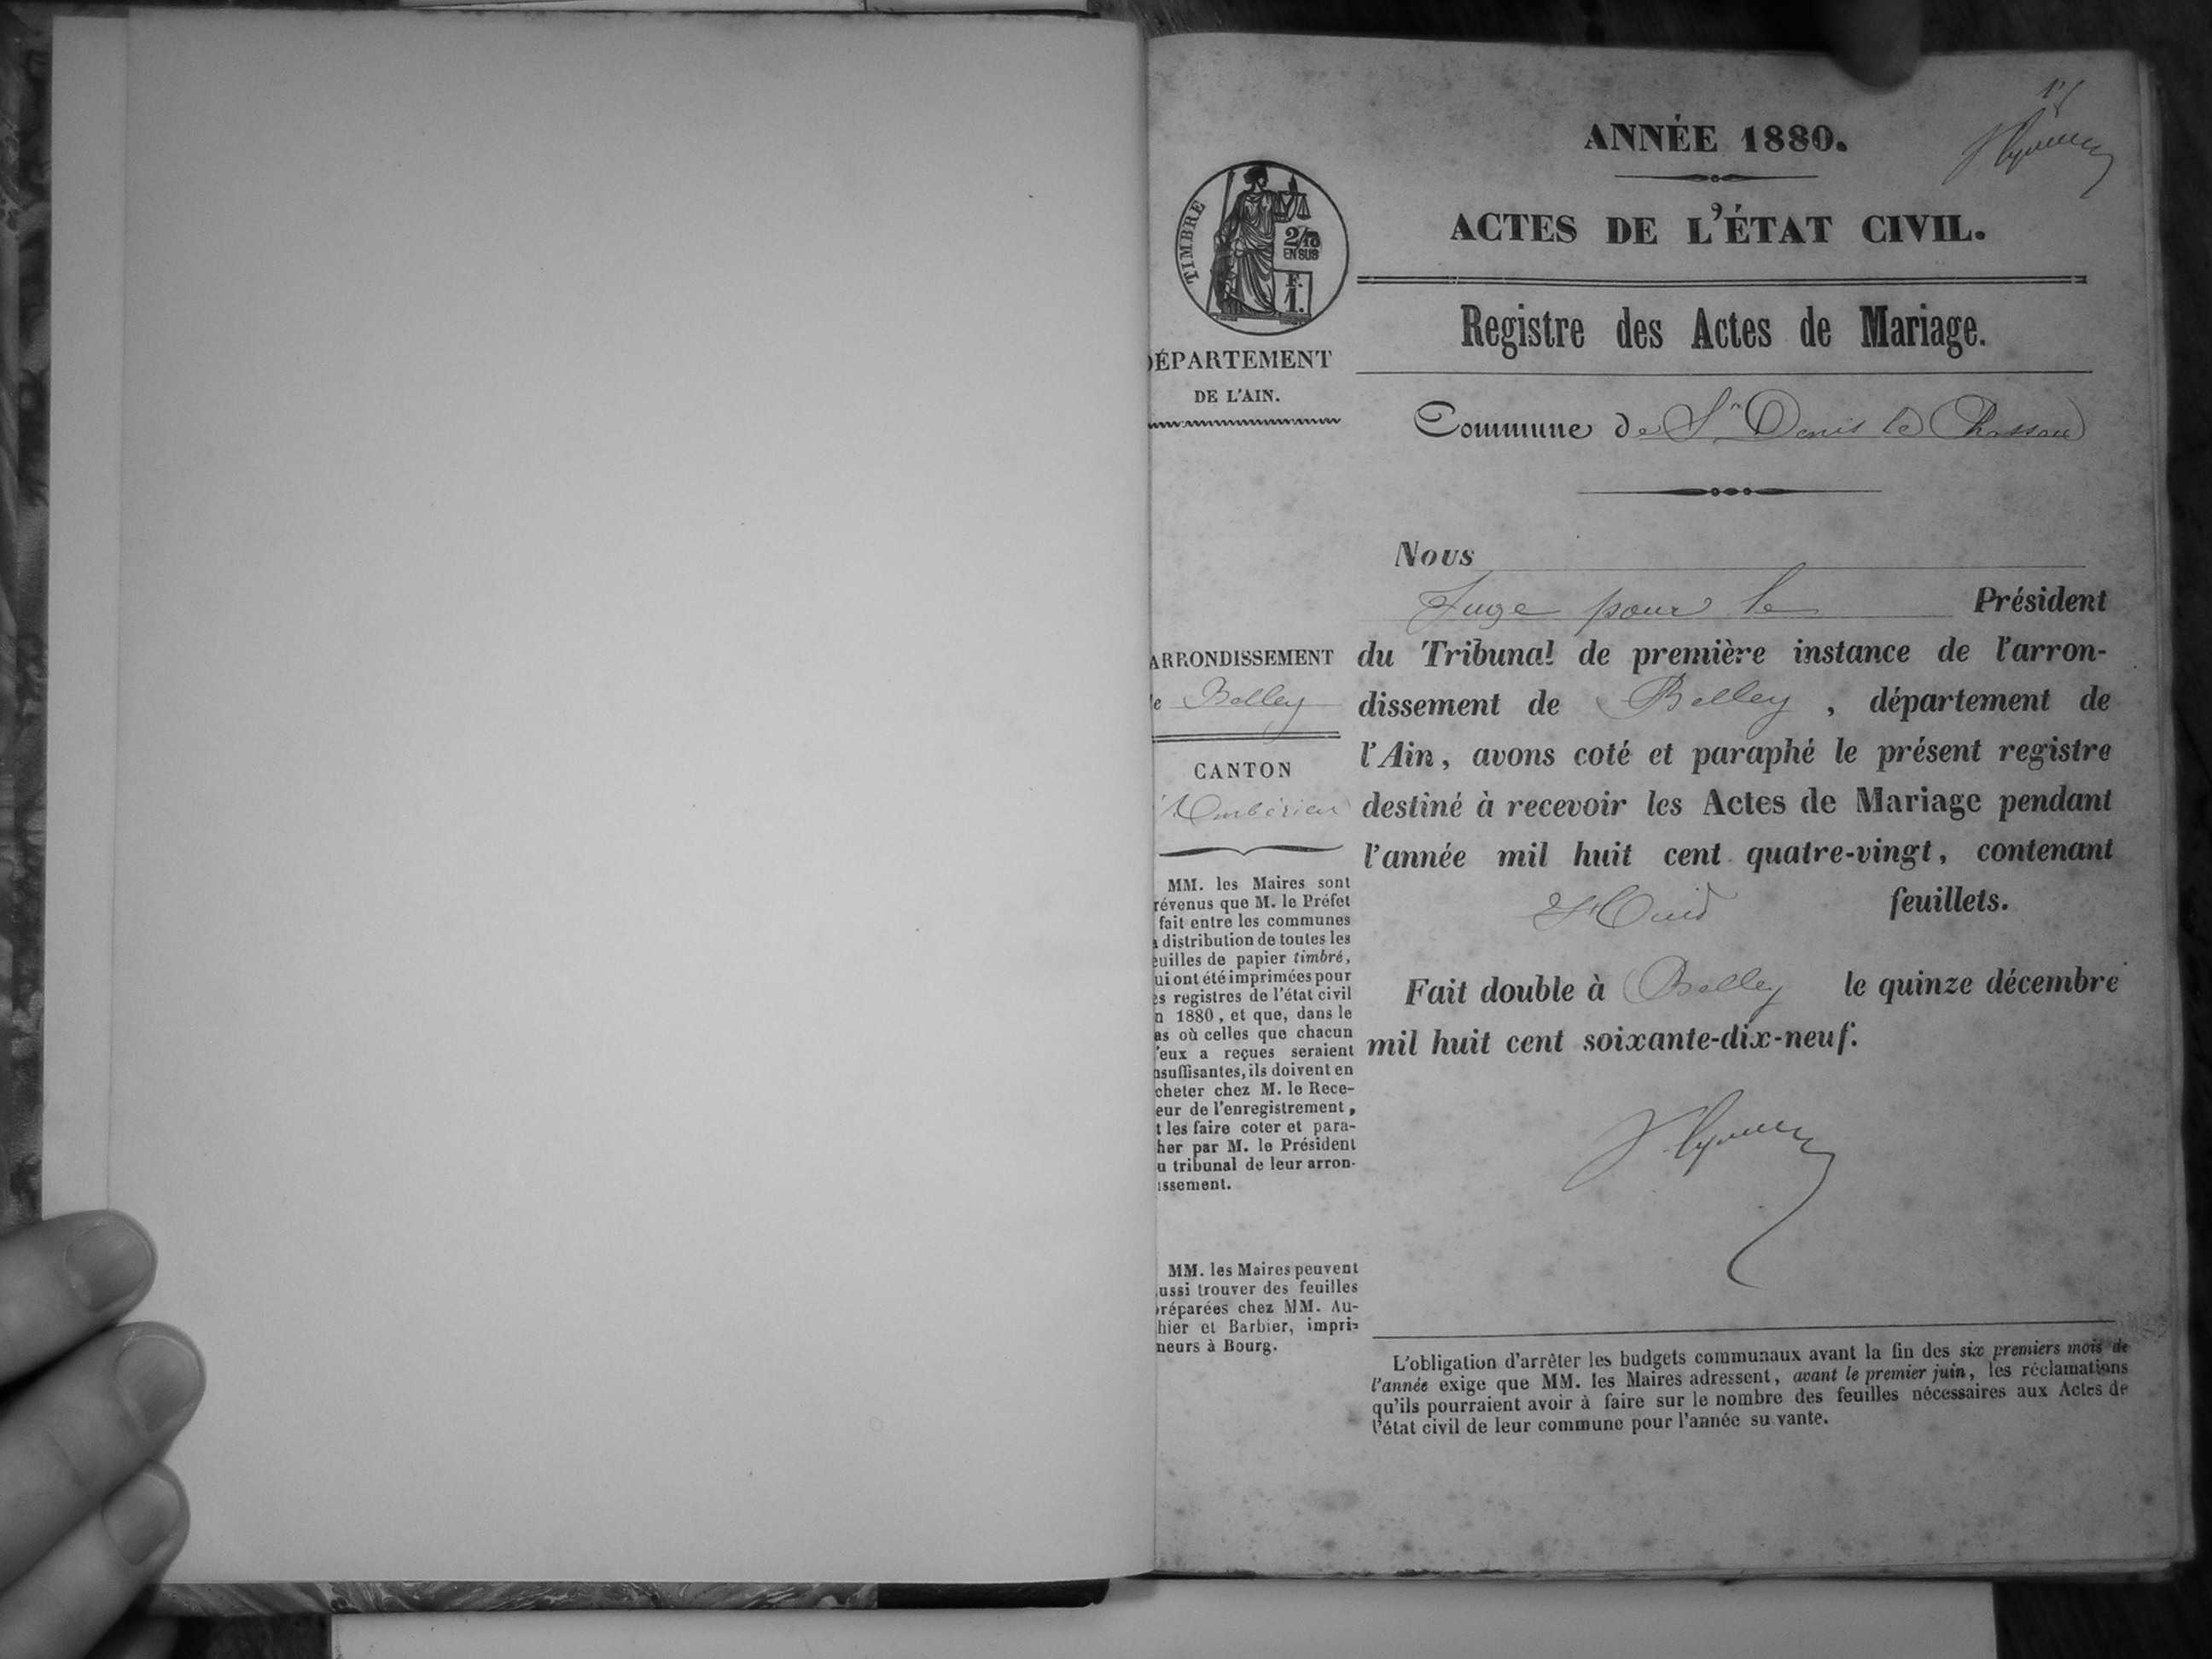 1er
ANNÉE 1880.
ACTES DE L'ÉTAT CIVIL.
Registre des Actes de Mariage.
TIMBRE
2/10
EN SUS
F.
1.
ÉPARTEMENT
DE L'AIN.
Commune de St Denis le Chosson
Nous
Juge pour le Président
du Tribunal de première instance de l'arron-
dissement de Belley, département de
l'Ain, avons coté et paraphé le présent registre
destiné à recevoir les Actes de Mariage pendant
l'année mil huit cent quatre-vingt, contenant
huit feuillets.
Fait double à Belley le quinze décembre
mil huit cent soixante-dix-neuf.
ARRONDISSEMENT
e Belley
CANTON
Ambérieu
MM. les Maires sont
révenus que M. le Préfet
fait entre les communes
a distribution de toutes les
euilles de papier timbré,
ui ont été imprimées pour
es registres de l'état civil
n 1880, et que, dans le
as où celles que chacun
'eux a reçues seraient
nsuffisantes, ils doivent en
cheter chez M. le Rece-
eur de l'enregistrement,
t les faire coter et para-
her par M. le Président
u tribunal de leur arron-
issement.
MM. les Maires peuvent
ussi trouver des feuilles
réparées chez MM. Au-
hier et Barbier, impri-
neurs à Bourg.
L'obligation d'arrêter les budgets communaux avant la fin des six premiers mois de
l'année exige que MM. les Maires adressent, avant le premier juin, les réclamations
qu'ils pourraient avoir à faire sur le nombre des feuilles nécessaires aux Actes de
l'état civil de leur commune pour l'année su vante.